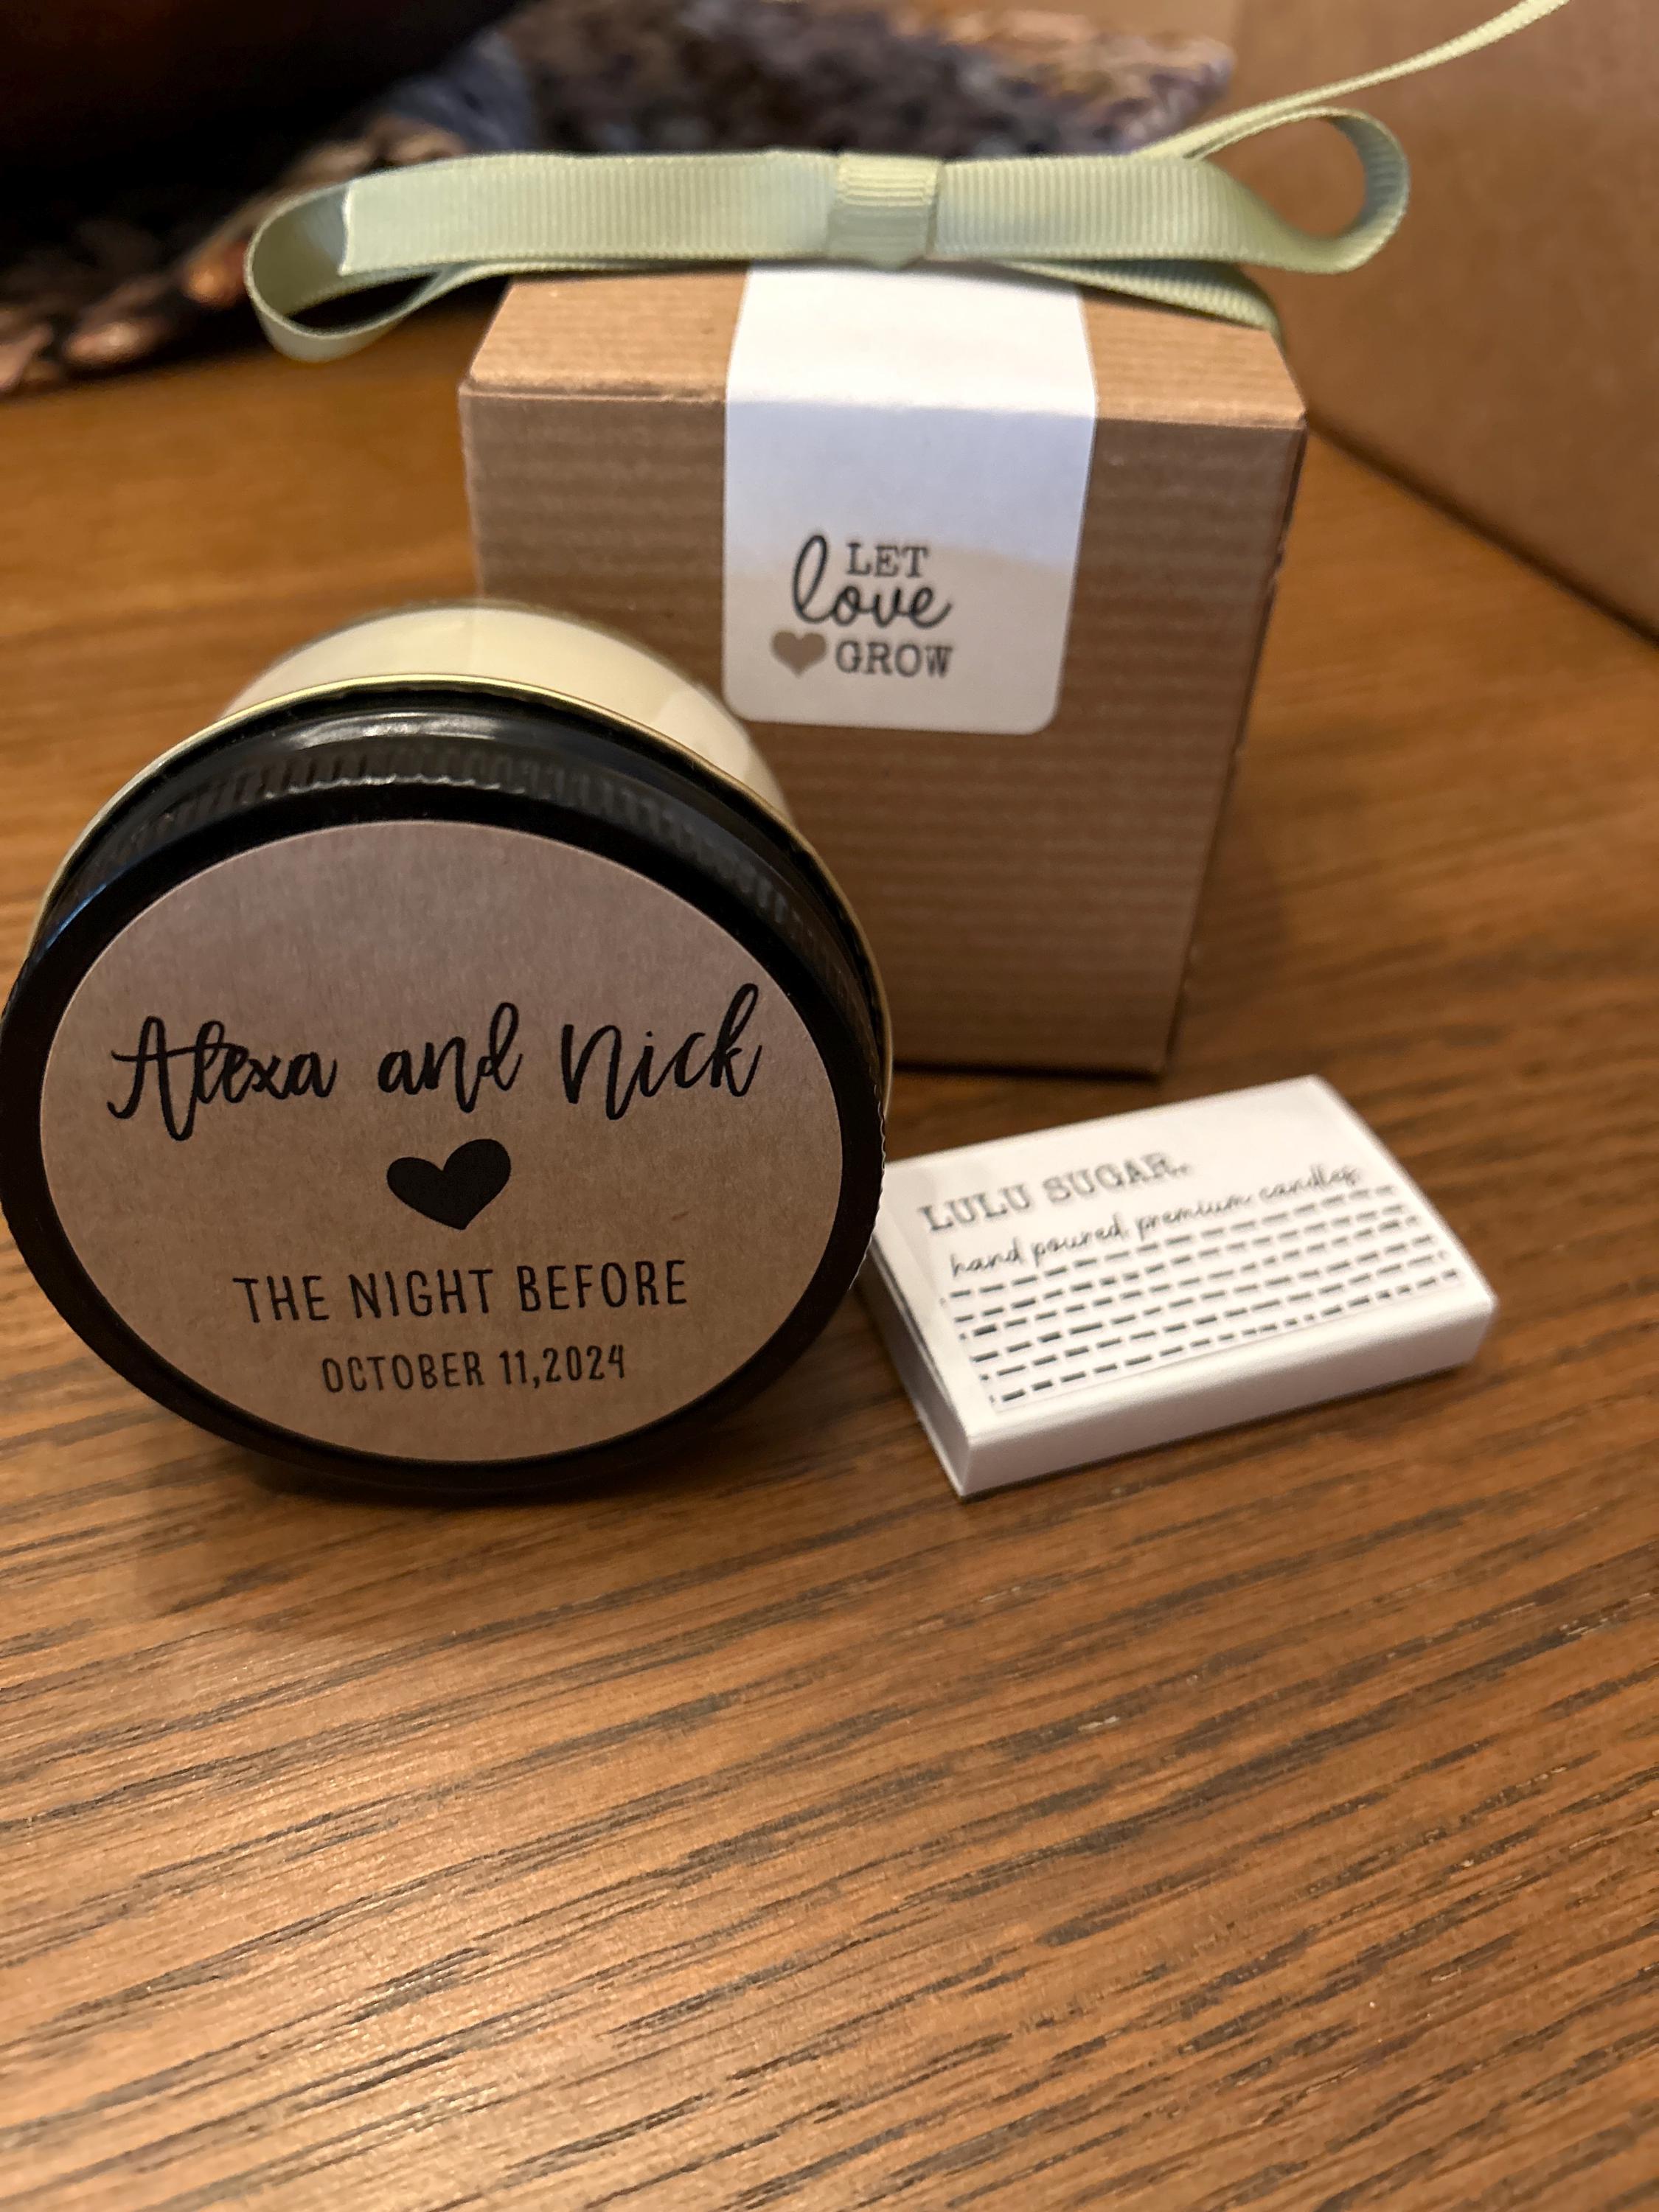 LET
love
GROW
Alexa and Nick
THE NIGHT BEFORE
OCTOBER 11,2024
LULU SUGAR
hand poured premium candles